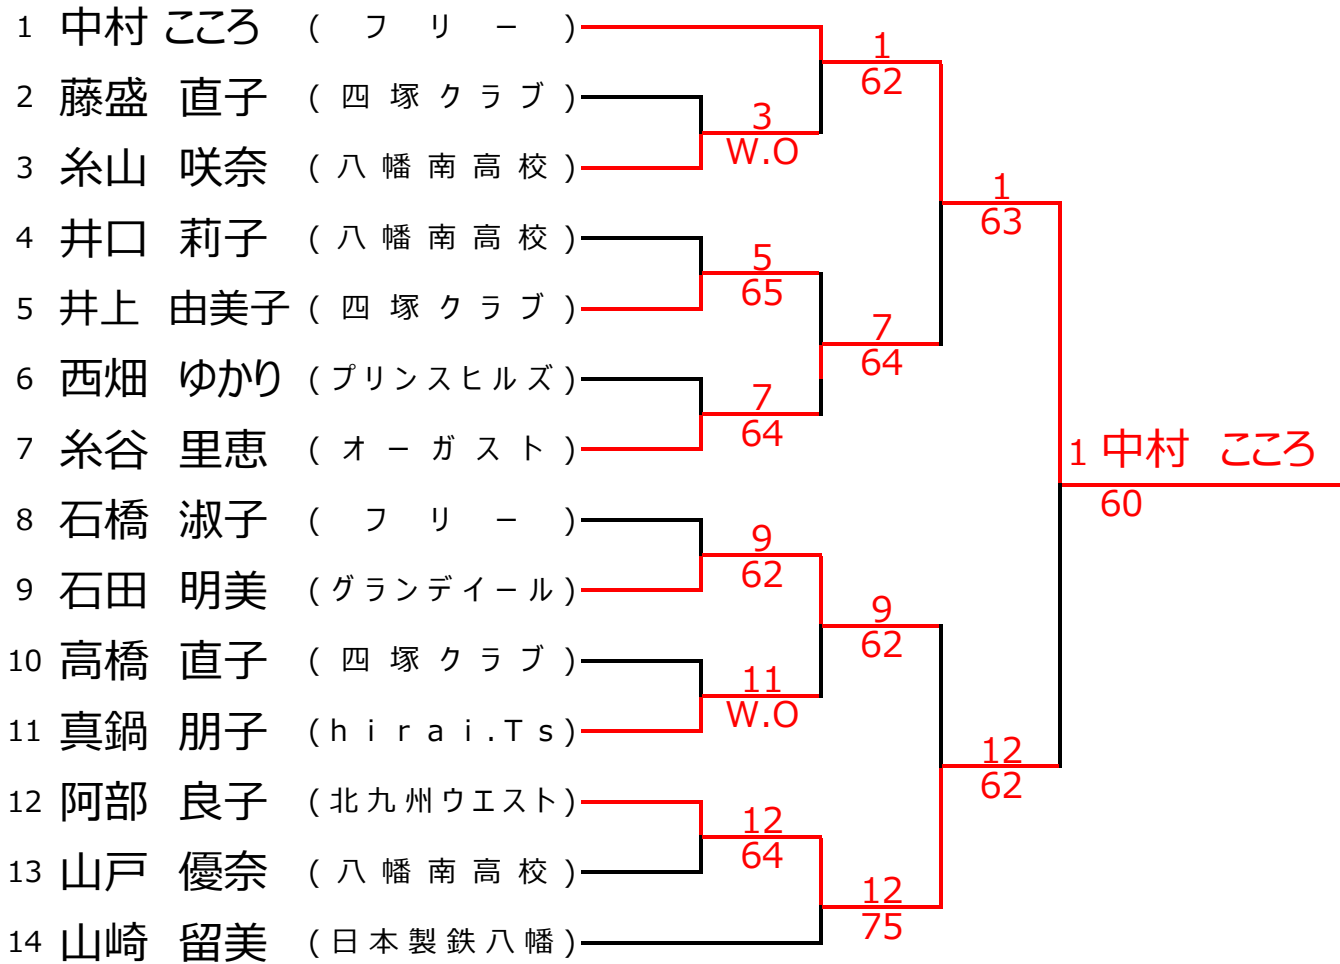 1 中村 こころ (フリー)
2 藤盛 直子 (四塚クラブ)
3 糸山 咲奈 (八幡南高校)
4 井口 莉子 (八幡南高校)
5 井上 由美子 (四塚クラブ)
6 西畑 ゆかり (プリンスヒルズ)
7 糸谷 里恵 (オーガスト)
8 石橋 淑子 (フリー)
9 石田 明美 (グランデイール)
10 高橋 直子 (四塚クラブ)
11 真鍋 朋子 (hirai.Ts)
12 阿部 良子 (北九州ウエスト)
13 山戸 優奈 (八幡南高校)
14 山崎 留美 (日本製鉄八幡)
3
W.O
5
65
7
64
9
62
11
W.O
12
64
1
62
7
64
9
62
12
75
1
63
12
62
1 中村 こころ
60